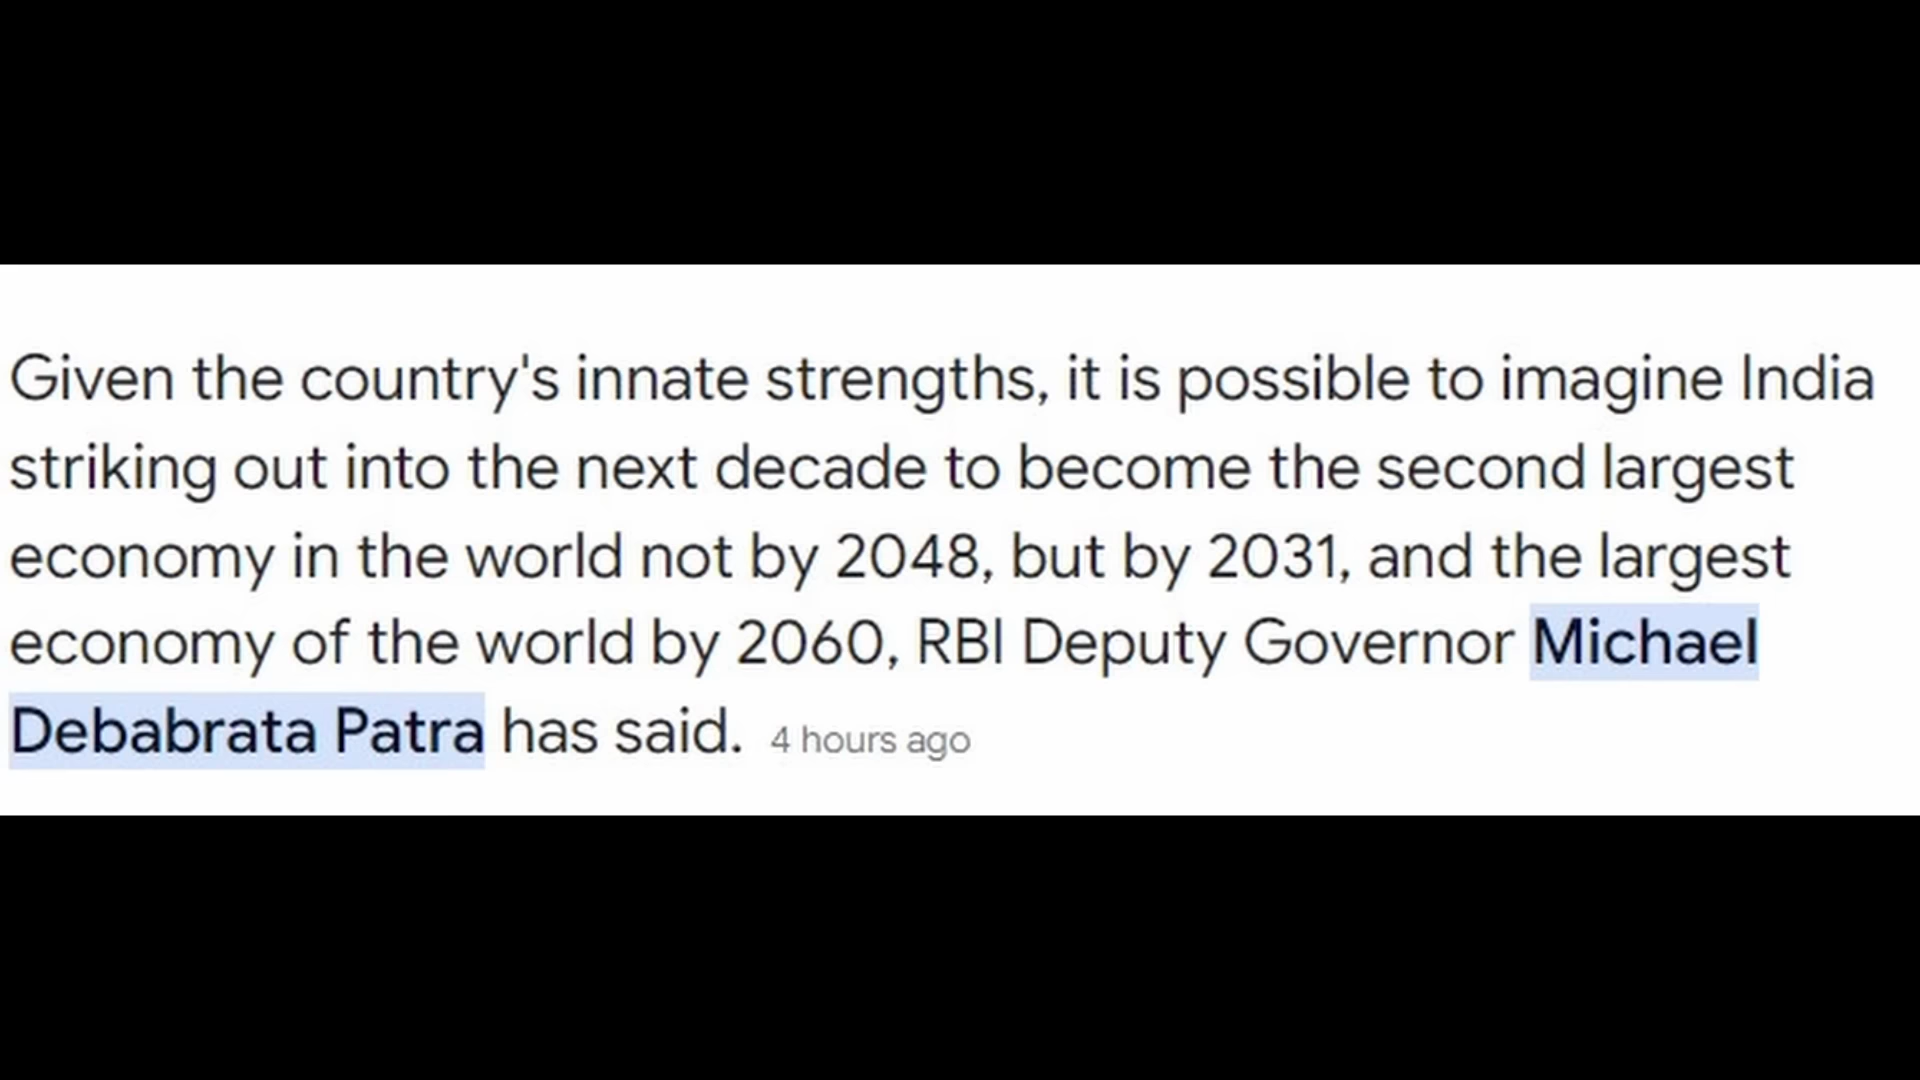 Given the country's innate strengths, it is possible to imagine India
striking out into the next decade to become the second largest
economy in the world not by 2048, but by 2031, and the largest
economy of the world by 2060, RBI Deputy Governor Michael
Debabrata Patra has said. 4 hours ago